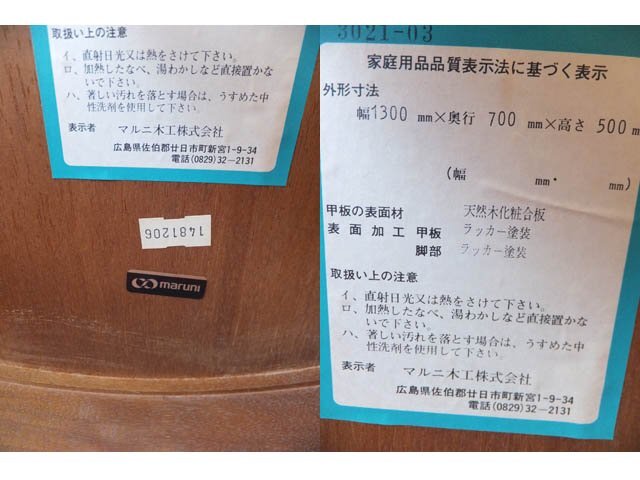 取扱い上の注意
イ、直射日光又は熱をさけて下さい。
ロ、加熱したなべ、湯わかしなど直接置かな
いで下さい。
ハ、著しい汚れを落とす場合は、うすめた中
性洗剤を使用して下さい。
表示者 マルニ木工株式会社
広島県佐伯郡廿日市町新宮1-9-34
電話(0829)32-2131
1481206
maruni
3021-03
家庭用品品質表示法に基づく表示
外形寸法
幅1300 mm×奥行 700 mm×高さ 500 mm
(幅 mm・ mm)
甲板の表面材 天然木化粧合板
表面加工 甲板 ラッカー塗装
脚部 ラッカー塗装
取扱い上の注意
イ、直射日光又は熱をさけて下さい。
ロ、加熱したなべ、湯わかしなど直接置かな
いで下さい。
ハ、著しい汚れを落とす場合は、うすめた中
性洗剤を使用して下さい。
表示者 マルニ木工株式会社
広島県佐伯郡廿日市町新宮1-9-34
電話(0829)32-2131